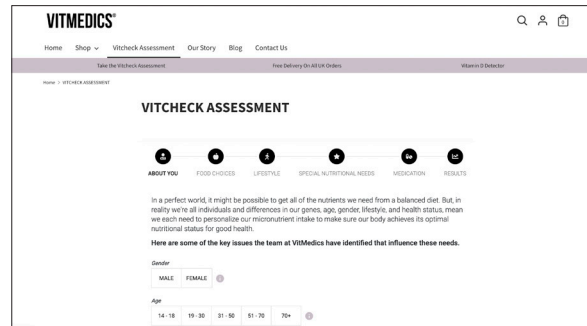 VITMEDICS®
0
Home Shop Vitcheck Assessment Our Story Blog Contact Us
Take the Vitcheck Assessment Free Delivery On All UK Orders Vitamin D Detector
Home > VITCHECK ASSESSMENT
VITCHECK ASSESSMENT
ABOUT YOU FOOD CHOICES LIFESTYLE SPECIAL NUTRITIONAL NEEDS MEDICATION RESULTS
In a perfect world, it might be possible to get all of the nutrients we need from a balanced diet. But, in
reality we're all individuals and differences in our genes, age, gender, lifestyle, and health status, mean
we each need to personalize our micronutrient intake to make sure our body achieves its optimal
nutritional status for good health.
Here are some of the key issues the team at VitMedics have identified that influence these needs.
Gender
MALE FEMALE i
Age
14 - 18 19 - 30 31 - 50 51 - 70 70+ i